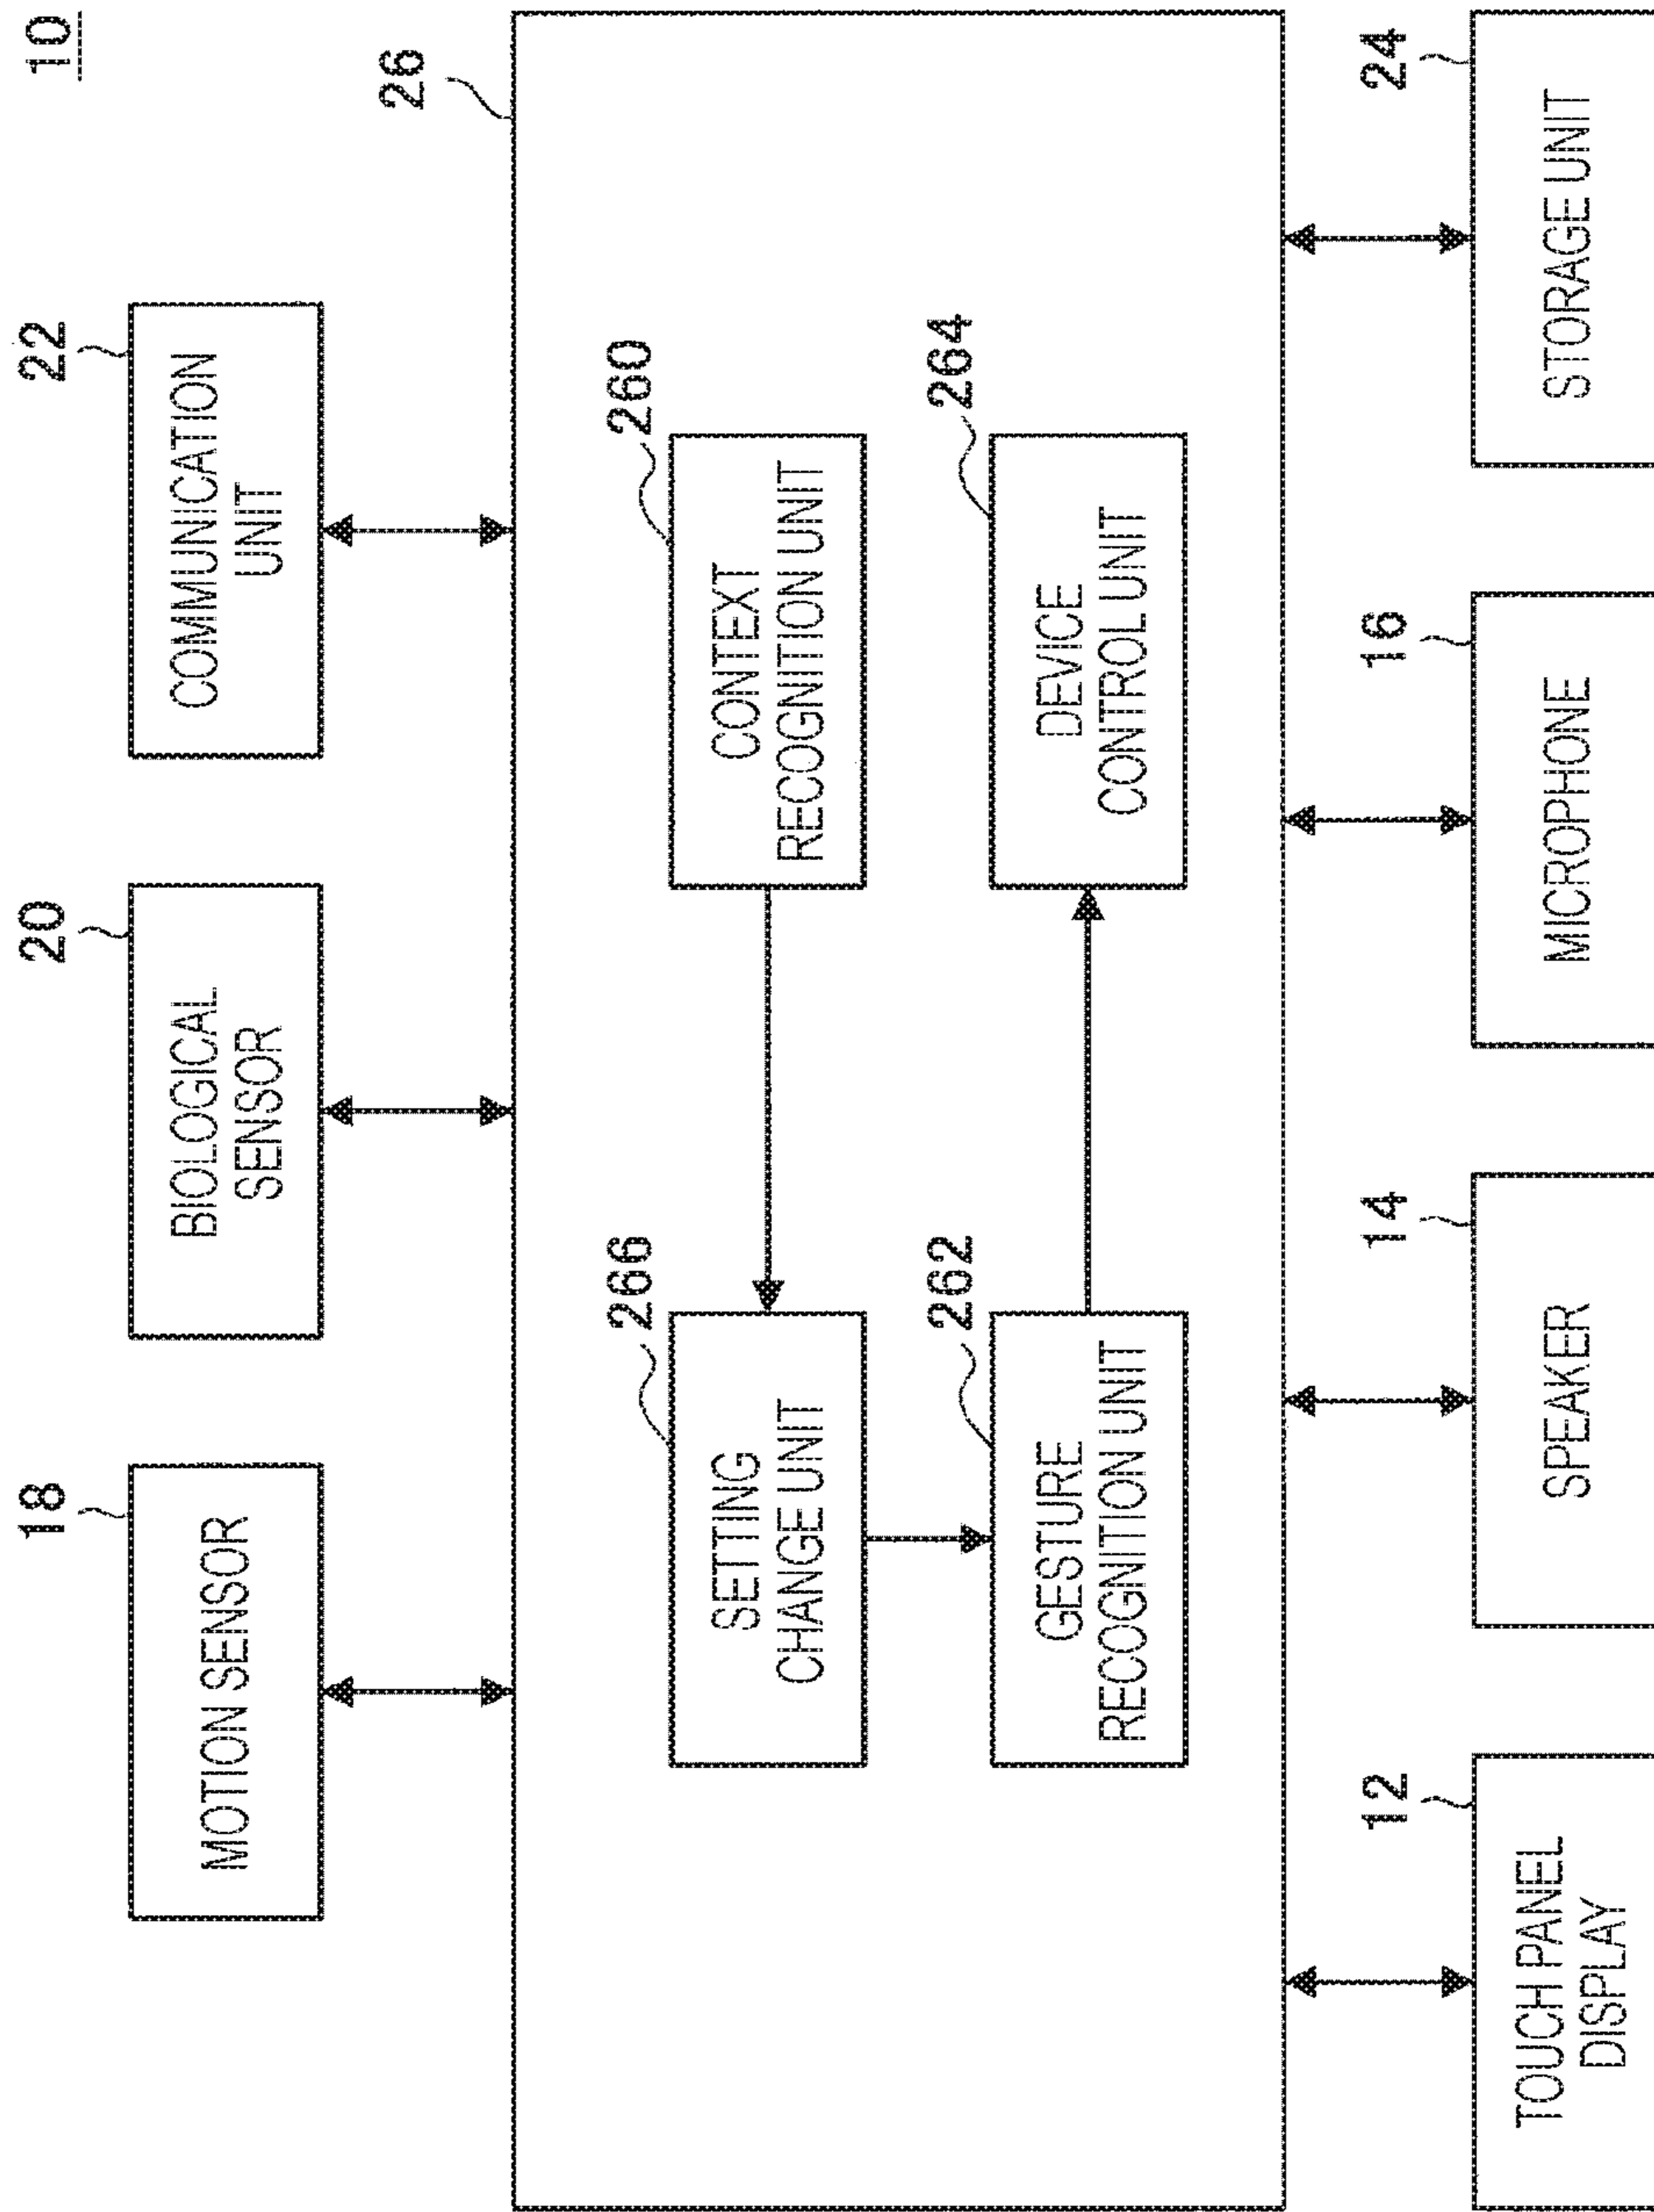 10
18
MOTION SENSOR
20
BIOLOGICAL
SENSOR
22
COMMUNICATION
UNIT
26
266
SETTING
CHANGE UNIT
260
CONTEXT
RECOGNITION UNIT
262
GESTURE
RECOGNITION UNIT
264
DEVICE
CONTROL UNIT
12
TOUCH PANEL
DISPLAY
14
SPEAKER
16
MICROPHONE
24
STORAGE UNIT